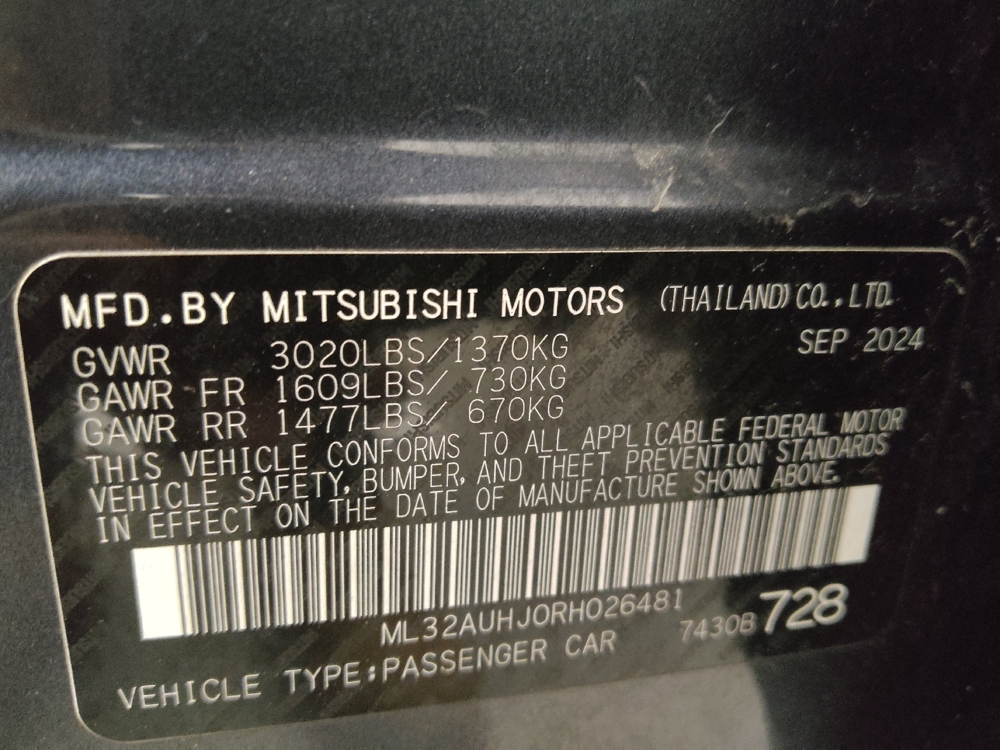 MFD..BY MITSUBISHI MOTORS (THAILAND)CO.,LTD.
SEP 2024
GVWR 3020LBS/1370KG
GAWR FR 1609LBS/ 730KG
GAWR RR 1477LBS/ 670KG
THIS VEHICLE CONFORMS TO ALL APPLICABLE FEDERAL MOTOR
VEHICLE SAFETY, BUMPER, AND THEFT PREVENTION STANDARDS
IN EFFECT ON THE DATE OF MANUFACTURE SHOWN ABOVE.
ML32AUHJ0RH026481
7430B 728
VEHICLE TYPE:PASSENGER CAR